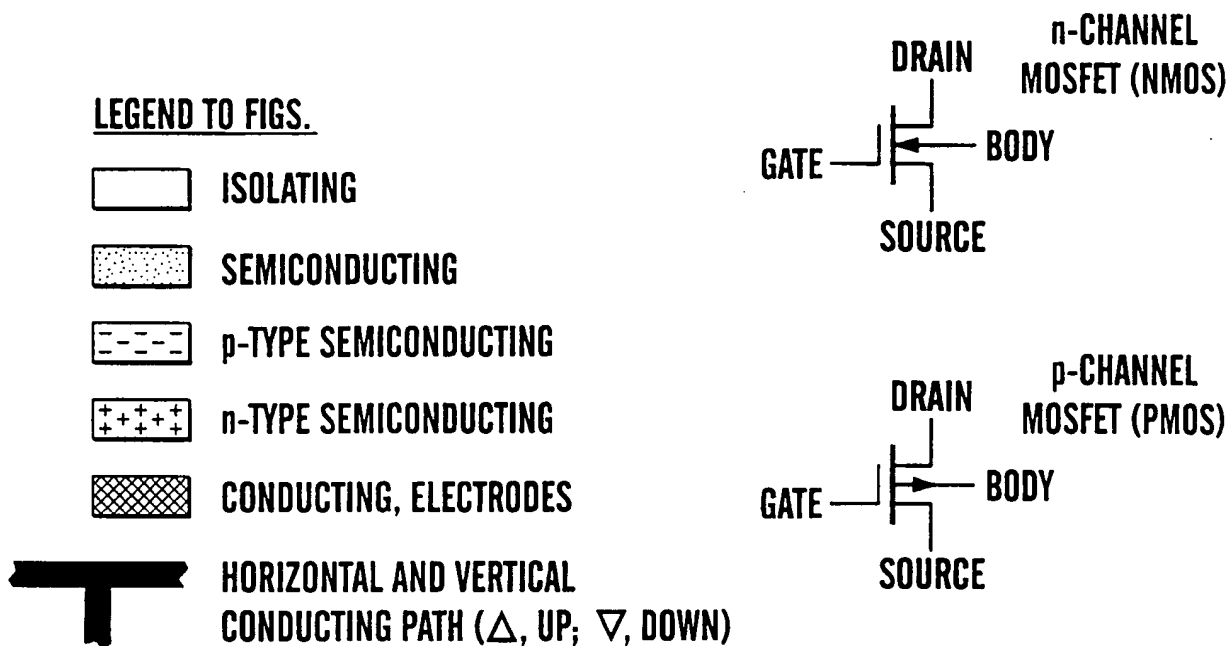 LEGEND TO FIGS.
ISOLATING
SEMICONDUCTING
p-TYPE SEMICONDUCTING
n-TYPE SEMICONDUCTING
CONDUCTING, ELECTRODES
HORIZONTAL AND VERTICAL
CONDUCTING PATH (△, UP; ▽, DOWN)
n-CHANNEL
MOSFET (NMOS)
DRAIN
GATE
BODY
SOURCE
p-CHANNEL
MOSFET (PMOS)
DRAIN
GATE
BODY
SOURCE